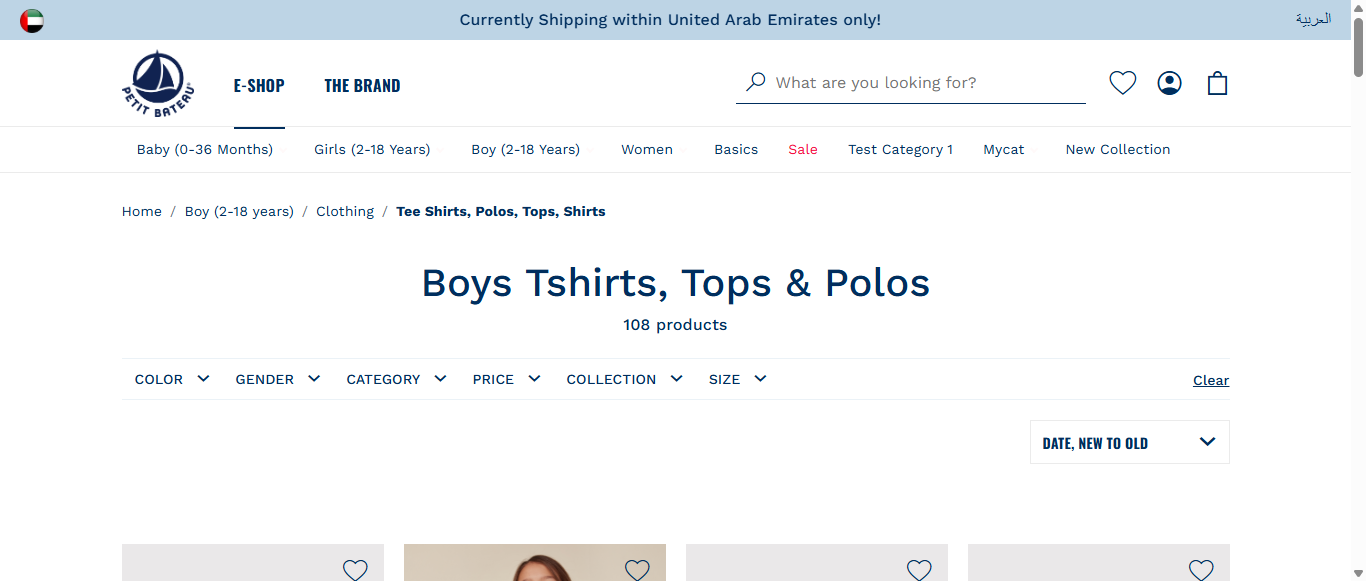 Currently Shipping within United Arab Emirates only!
العربية
PETIT BATEAU
E-SHOP
THE BRAND
What are you looking for?
Baby (0-36 Months)
Girls (2-18 Years)
Boy (2-18 Years)
Women
Basics
Sale
Test Category 1
Mycat
New Collection
Home / Boy (2-18 years) / Clothing / Tee Shirts, Polos, Tops, Shirts
Boys Tshirts, Tops & Polos
108 products
COLOR
GENDER
CATEGORY
PRICE
COLLECTION
SIZE
Clear
DATE, NEW TO OLD